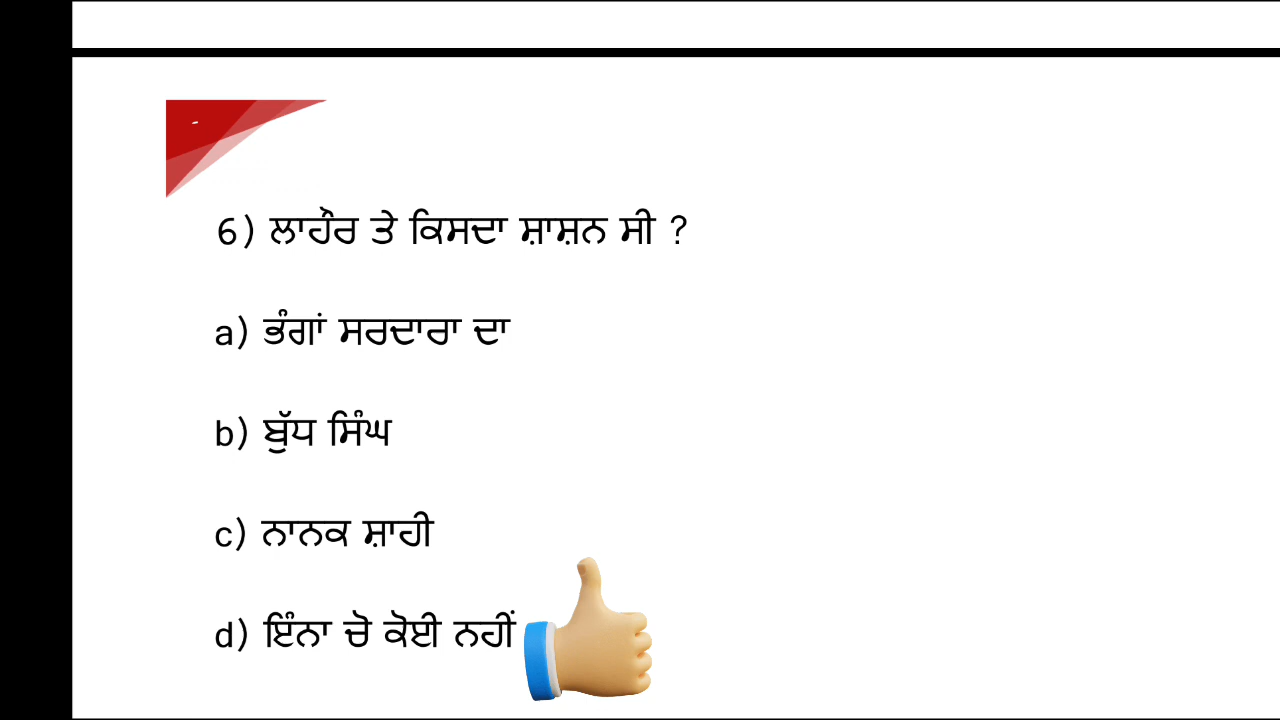 6) ਲਾਹੌਰ ਤੇ ਕਿਸਦਾ ਸ਼ਾਸ਼ਨ ਸੀ ?
a) ਭੰਗਾਂ ਸਰਦਾਰਾ ਦਾ
b) ਬੁੱਧ ਸਿੰਘ
c) ਨਾਨਕ ਸ਼ਾਹੀ
d) ਇੰਨਾ ਚੋ ਕੋਈ ਨਹੀਂ